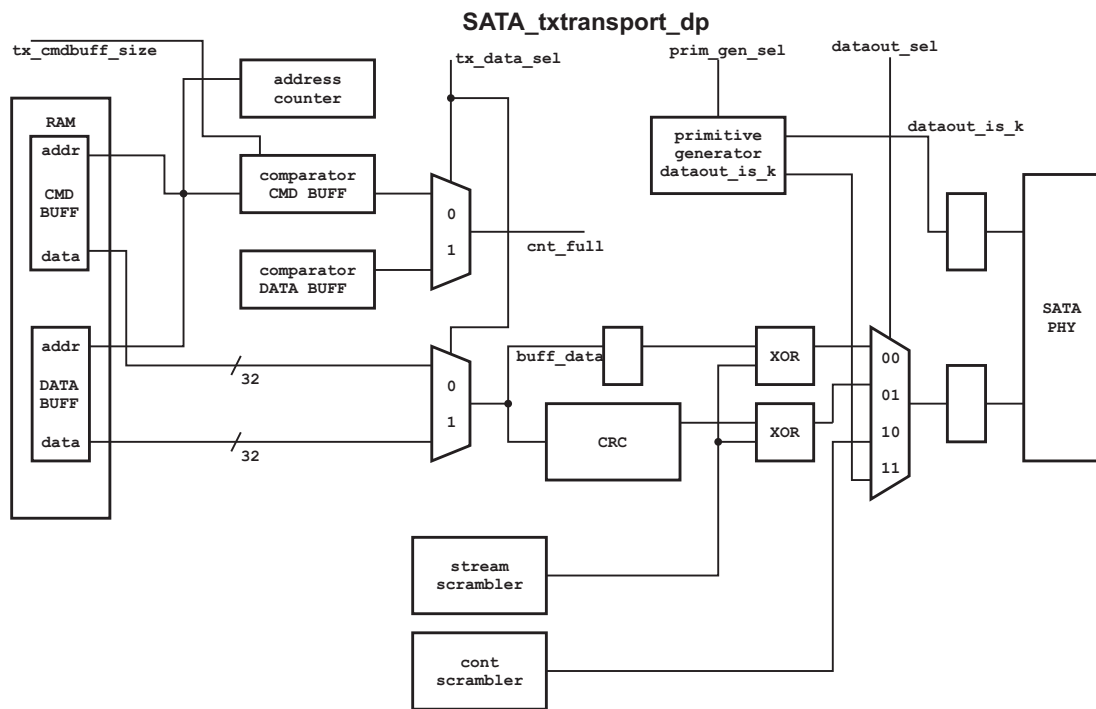 SATA_txtransport_dp
tx_cmdbuff_size
tx_data_sel
prim_gen_sel
dataout_sel
address
counter
RAM
addr
CMD
BUFF
data
comparator
CMD BUFF
0
1
cnt_full
comparator
DATA BUFF
primitive
generator
dataout_is_k
dataout_is_k
SATA
PHY
addr
DATA
BUFF
data
32
32
0
1
buff_data
XOR
CRC
XOR
00
01
10
11
stream
scrambler
cont
scrambler